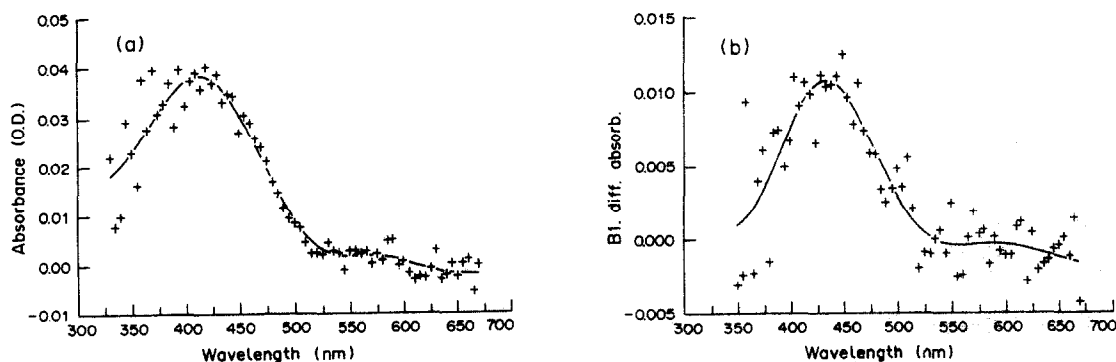 (a)
Absorbance (O.D.)
0.05
0.04
0.03
0.02
0.01
0.00
-0.01
300 350 400 450 500 550 600 650 700
Wavelength (nm)
(b)
Bl. diff. absorb.
0.015
0.010
0.005
0.000
-0.005
300 350 400 450 500 550 600 650 700
Wavelength (nm)